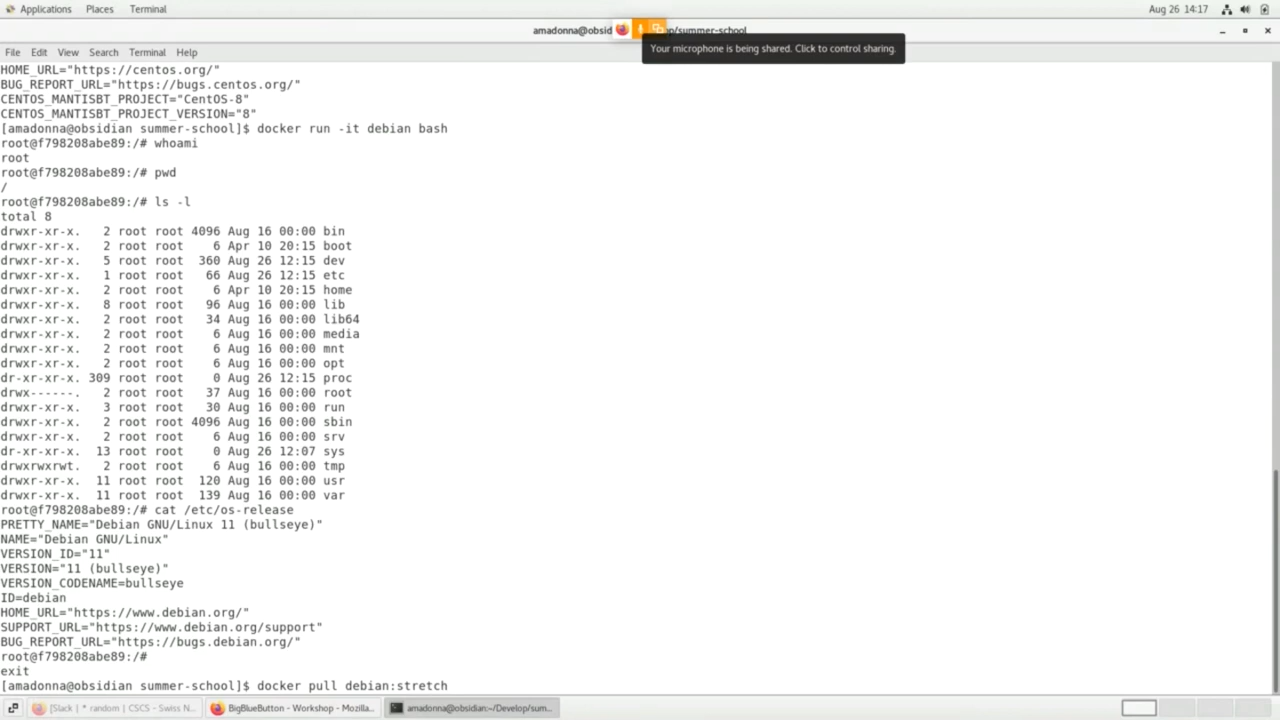 Applications Places Terminal Aug 26 14:17
amadonna@obsid p/summer-school
Your microphone is being shared. Click to control sharing.
File Edit View Search Terminal Help
HOME_URL="https://centos.org/"
BUG_REPORT_URL="https://bugs.centos.org/"
CENTOS_MANTISBT_PROJECT="CentOS-8"
CENTOS_MANTISBT_PROJECT_VERSION="8"
[amadonna@obsidian summer-school]$ docker run -it debian bash
root@f798208abe89:/# whoami
root
root@f798208abe89:/# pwd
/
root@f798208abe89:/# ls -l
total 8
drwxr-xr-x. 2 root root 4096 Aug 16 00:00 bin
drwxr-xr-x. 2 root root 6 Apr 10 20:15 boot
drwxr-xr-x. 5 root root 360 Aug 26 12:15 dev
drwxr-xr-x. 1 root root 66 Aug 26 12:15 etc
drwxr-xr-x. 2 root root 6 Apr 10 20:15 home
drwxr-xr-x. 8 root root 96 Aug 16 00:00 lib
drwxr-xr-x. 2 root root 34 Aug 16 00:00 lib64
drwxr-xr-x. 2 root root 6 Aug 16 00:00 media
drwxr-xr-x. 2 root root 6 Aug 16 00:00 mnt
drwxr-xr-x. 2 root root 6 Aug 16 00:00 opt
dr-xr-xr-x. 309 root root 0 Aug 26 12:15 proc
drwx------. 2 root root 37 Aug 16 00:00 root
drwxr-xr-x. 3 root root 30 Aug 16 00:00 run
drwxr-xr-x. 2 root root 4096 Aug 16 00:00 sbin
drwxr-xr-x. 2 root root 6 Aug 16 00:00 srv
dr-xr-xr-x. 13 root root 0 Aug 26 12:07 sys
drwxrwxrwt. 2 root root 6 Aug 16 00:00 tmp
drwxr-xr-x. 11 root root 120 Aug 16 00:00 usr
drwxr-xr-x. 11 root root 139 Aug 16 00:00 var
root@f798208abe89:/# cat /etc/os-release
PRETTY_NAME="Debian GNU/Linux 11 (bullseye)"
NAME="Debian GNU/Linux"
VERSION_ID="11"
VERSION="11 (bullseye)"
VERSION_CODENAME=bullseye
ID=debian
HOME_URL="https://www.debian.org/"
SUPPORT_URL="https://www.debian.org/support"
BUG_REPORT_URL="https://bugs.debian.org/"
root@f798208abe89:/#
exit
[amadonna@obsidian summer-school]$ docker pull debian:stretch
[Slack | * random | CSCS - Swiss N... BigBlueButton - Workshop - Mozilla... amadonna@obsidian:~/Develop/sum...